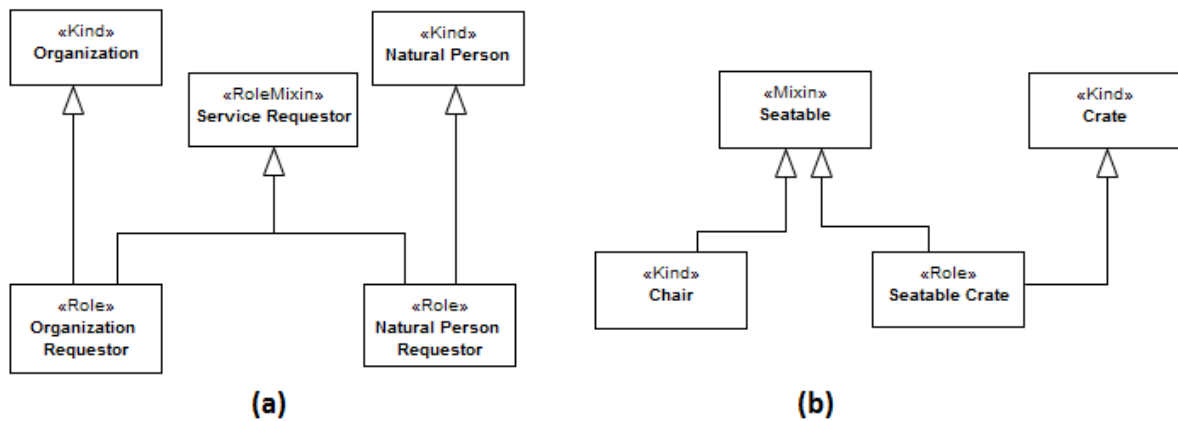 «Kind»
Organization
«Kind»
Natural Person
«RoleMixin»
Service Requestor
«Role»
Organization
Requestor
«Role»
Natural Person
Requestor
(a)
«Mixin»
Seatable
«Kind»
Crate
«Kind»
Chair
«Role»
Seatable Crate
(b)